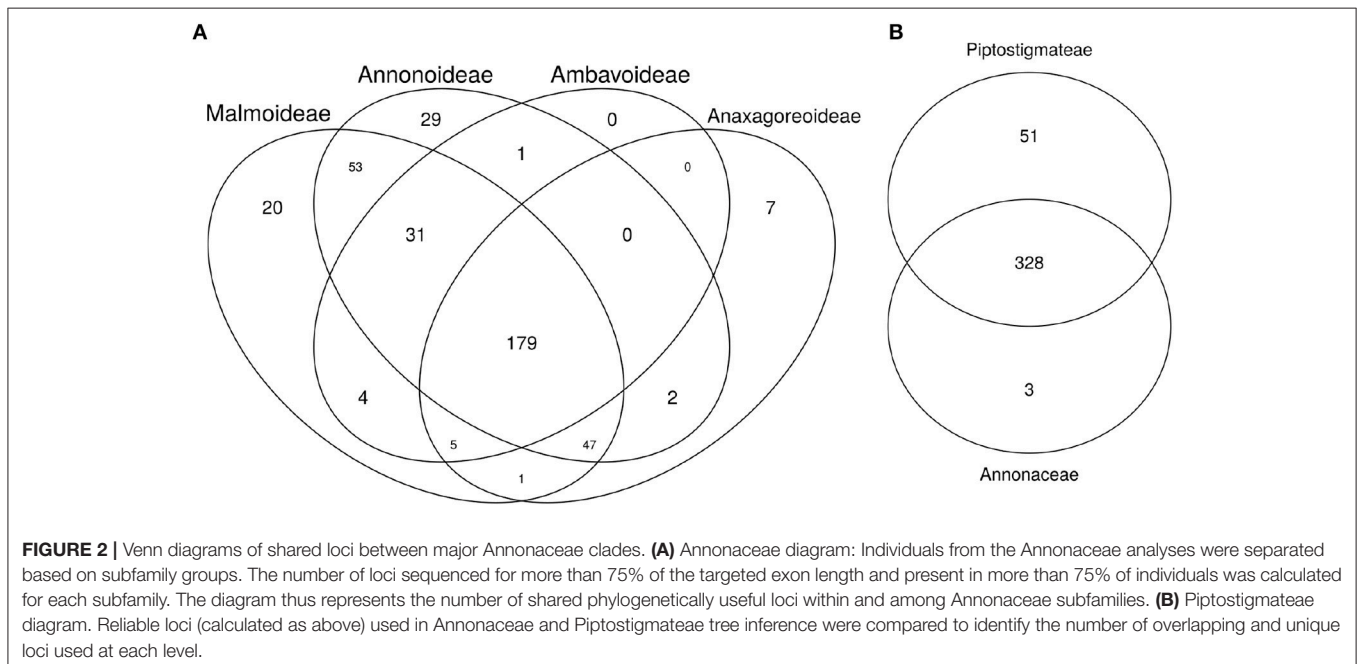 A
B
Piptostigmateae
Annonoideae
Ambavoideae
Malmoideae
Anaxagoreoideae
29
0
1
51
53
0
20
7
31
0
328
179
4
2
3
5
47
1
Annonaceae
FIGURE 2 | Venn diagrams of shared loci between major Annonaceae clades. (A) Annonaceae diagram: Individuals from the Annonaceae analyses were separated
based on subfamily groups. The number of loci sequenced for more than 75% of the targeted exon length and present in more than 75% of individuals was calculated
for each subfamily. The diagram thus represents the number of shared phylogenetically useful loci within and among Annonaceae subfamilies. (B) Piptostigmateae
diagram. Reliable loci (calculated as above) used in Annonaceae and Piptostigmateae tree inference were compared to identify the number of overlapping and unique
loci used at each level.